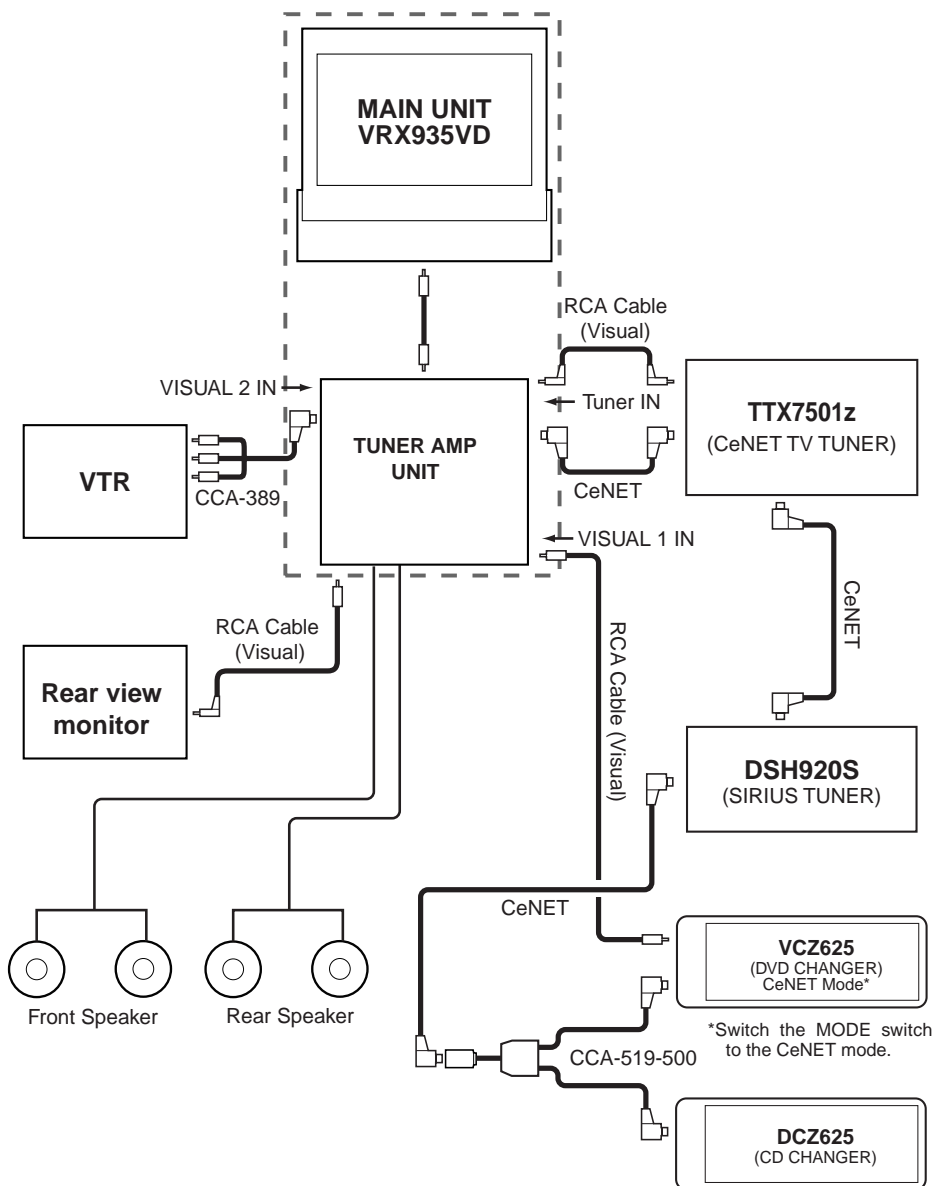 MAIN UNIT
VRX935VD
RCA Cable
(Visual)
VISUAL 2 IN
Tuner IN
TTX7501z
(CeNET TV TUNER)
TUNER AMP
UNIT
VTR
CCA-389
CeNET
VISUAL 1 IN
CeNET
RCA Cable
(Visual)
RCA Cable (Visual)
Rear view
monitor
DSH920S
(SIRIUS TUNER)
CeNET
VCZ625
(DVD CHANGER)
CeNET Mode*
Front Speaker
Rear Speaker
*Switch the MODE switch
to the CeNET mode.
CCA-519-500
DCZ625
(CD CHANGER)